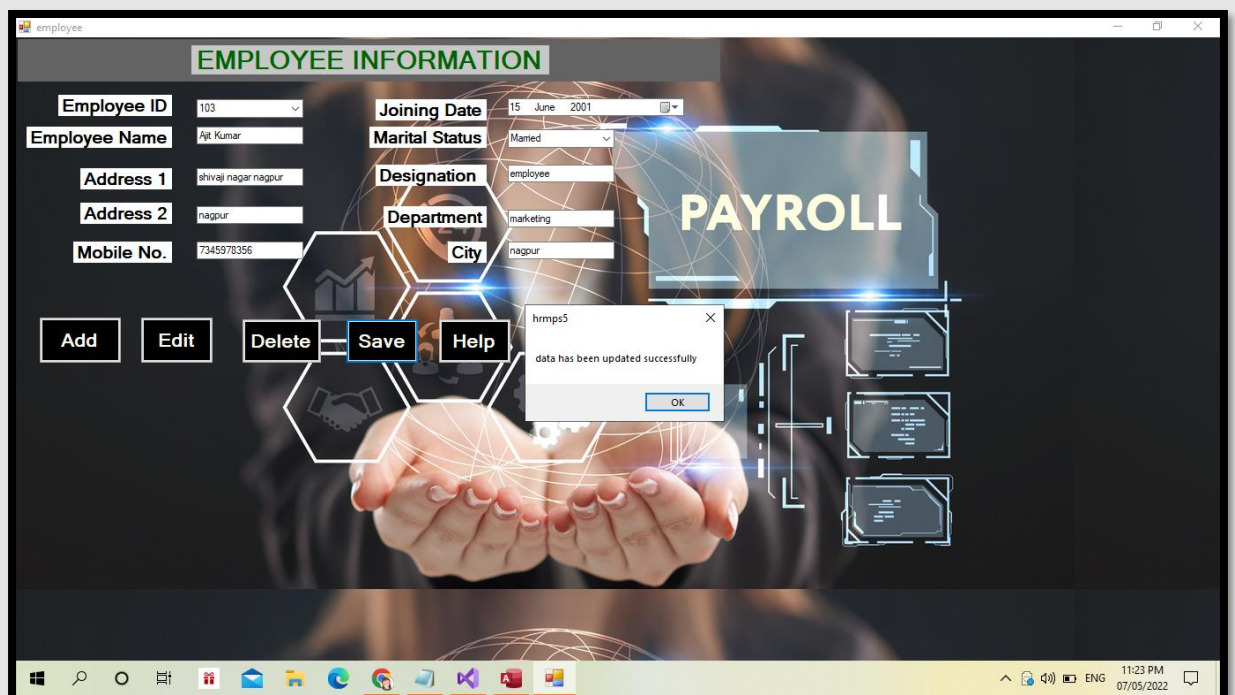 employee
EMPLOYEE INFORMATION
Employee ID 103 Joining Date 15 June 2001
Employee Name Ajit Kumar Marital Status Married
Address 1 shivaji nagar nagpur Designation employee
Address 2 nagpur Department marketing
Mobile No. 7345978356 City nagpur
PAYROLL
Add Edit Delete Save Help
hrmps5
data has been updated successfully
OK
ENG
11:23 PM
07/05/2022